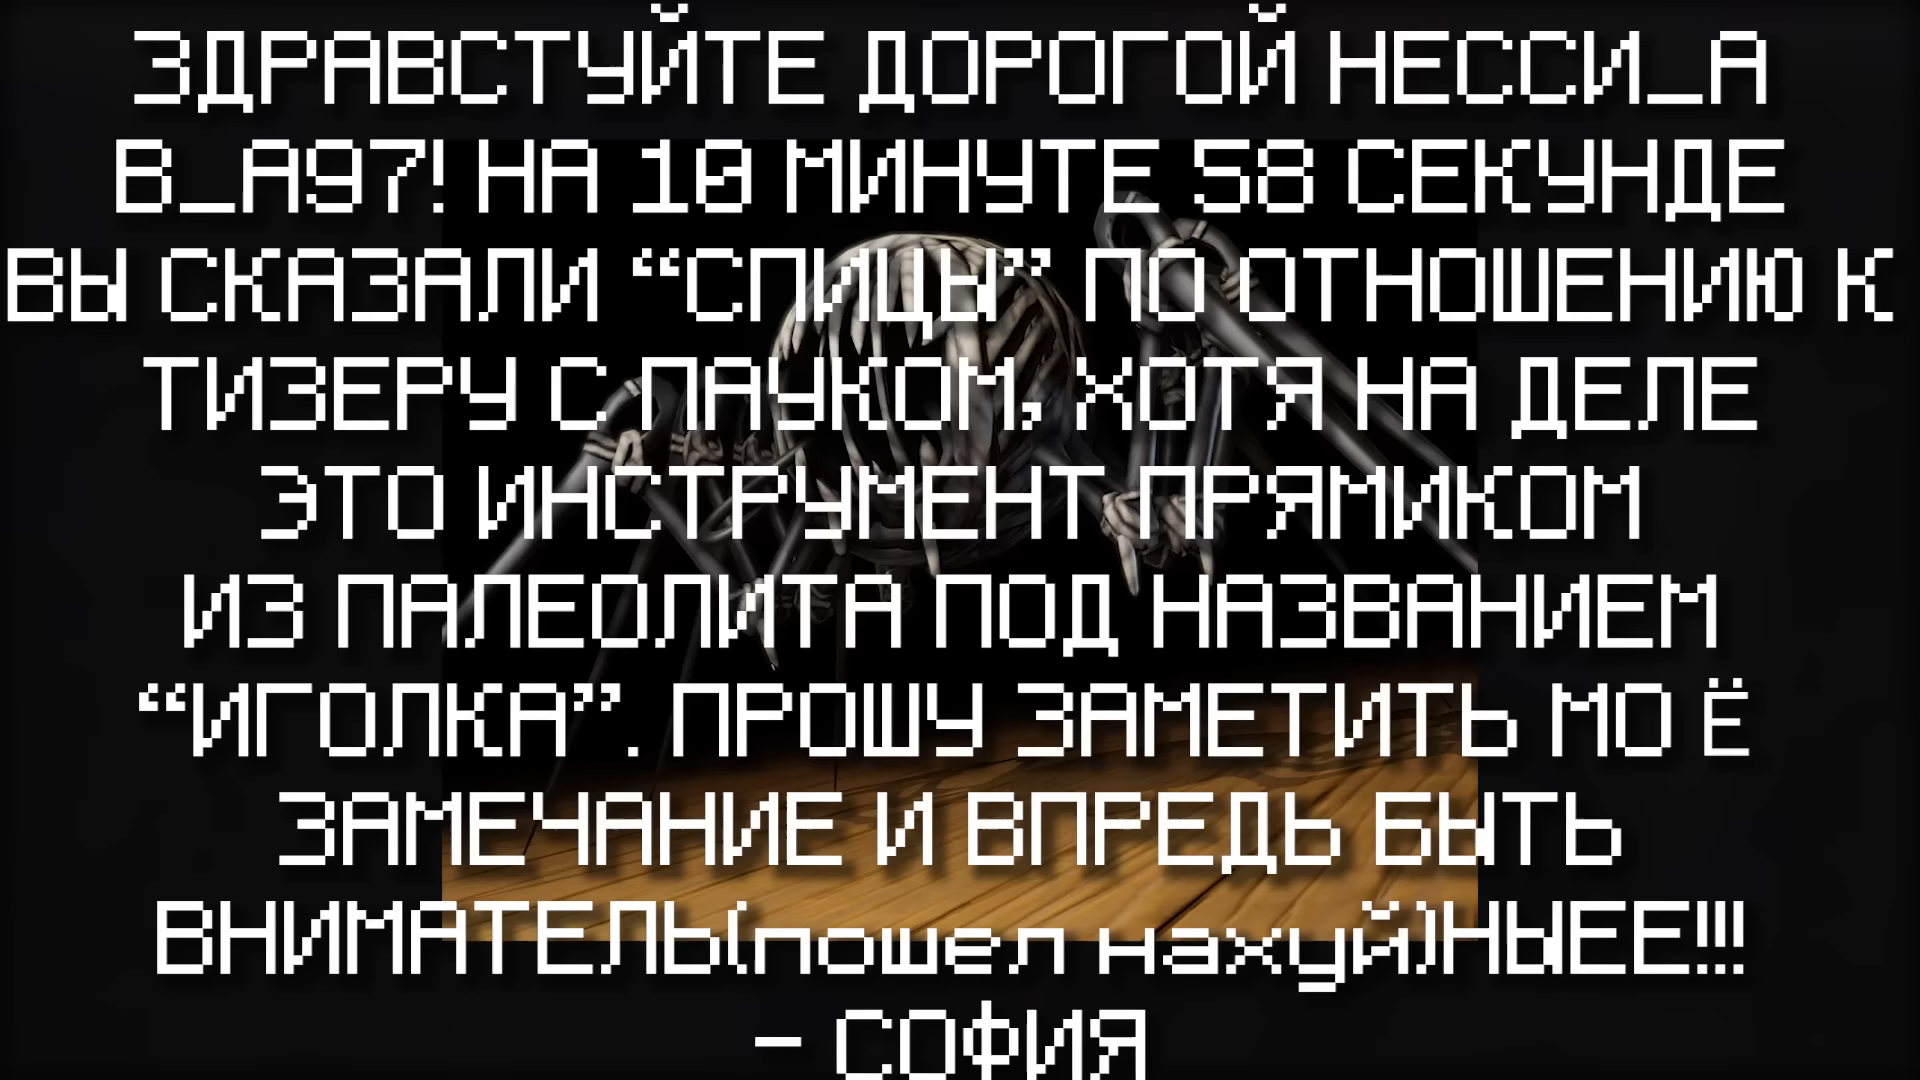 ЗДРАВСТУЙТЕ ДОРОГОЙ НЕССИ_А
В_А97! НА 10 МИНУТЕ 58 СЕКУНДЕ
ВЫ СКАЗАЛИ “СПИЦЫ” ПО ОТНОШЕНИЮ К
ТИЗЕРУ С ПАУКОМ, ХОТЯ НА ДЕЛЕ
ЭТО ИНСТРУМЕНТ ПРЯМИКОМ
ИЗ ПАЛЕОЛИТА ПОД НАЗВАНИЕМ
“ИГОЛКА”. ПРОШУ ЗАМЕТИТЬ МО Ё
ЗАМЕЧАНИЕ И ВПРЕДЬ БЫТЬ
ВНИМАТЕЛЬ(пошел нахуй)НЫЕЕ!!!
- СОФИЯ